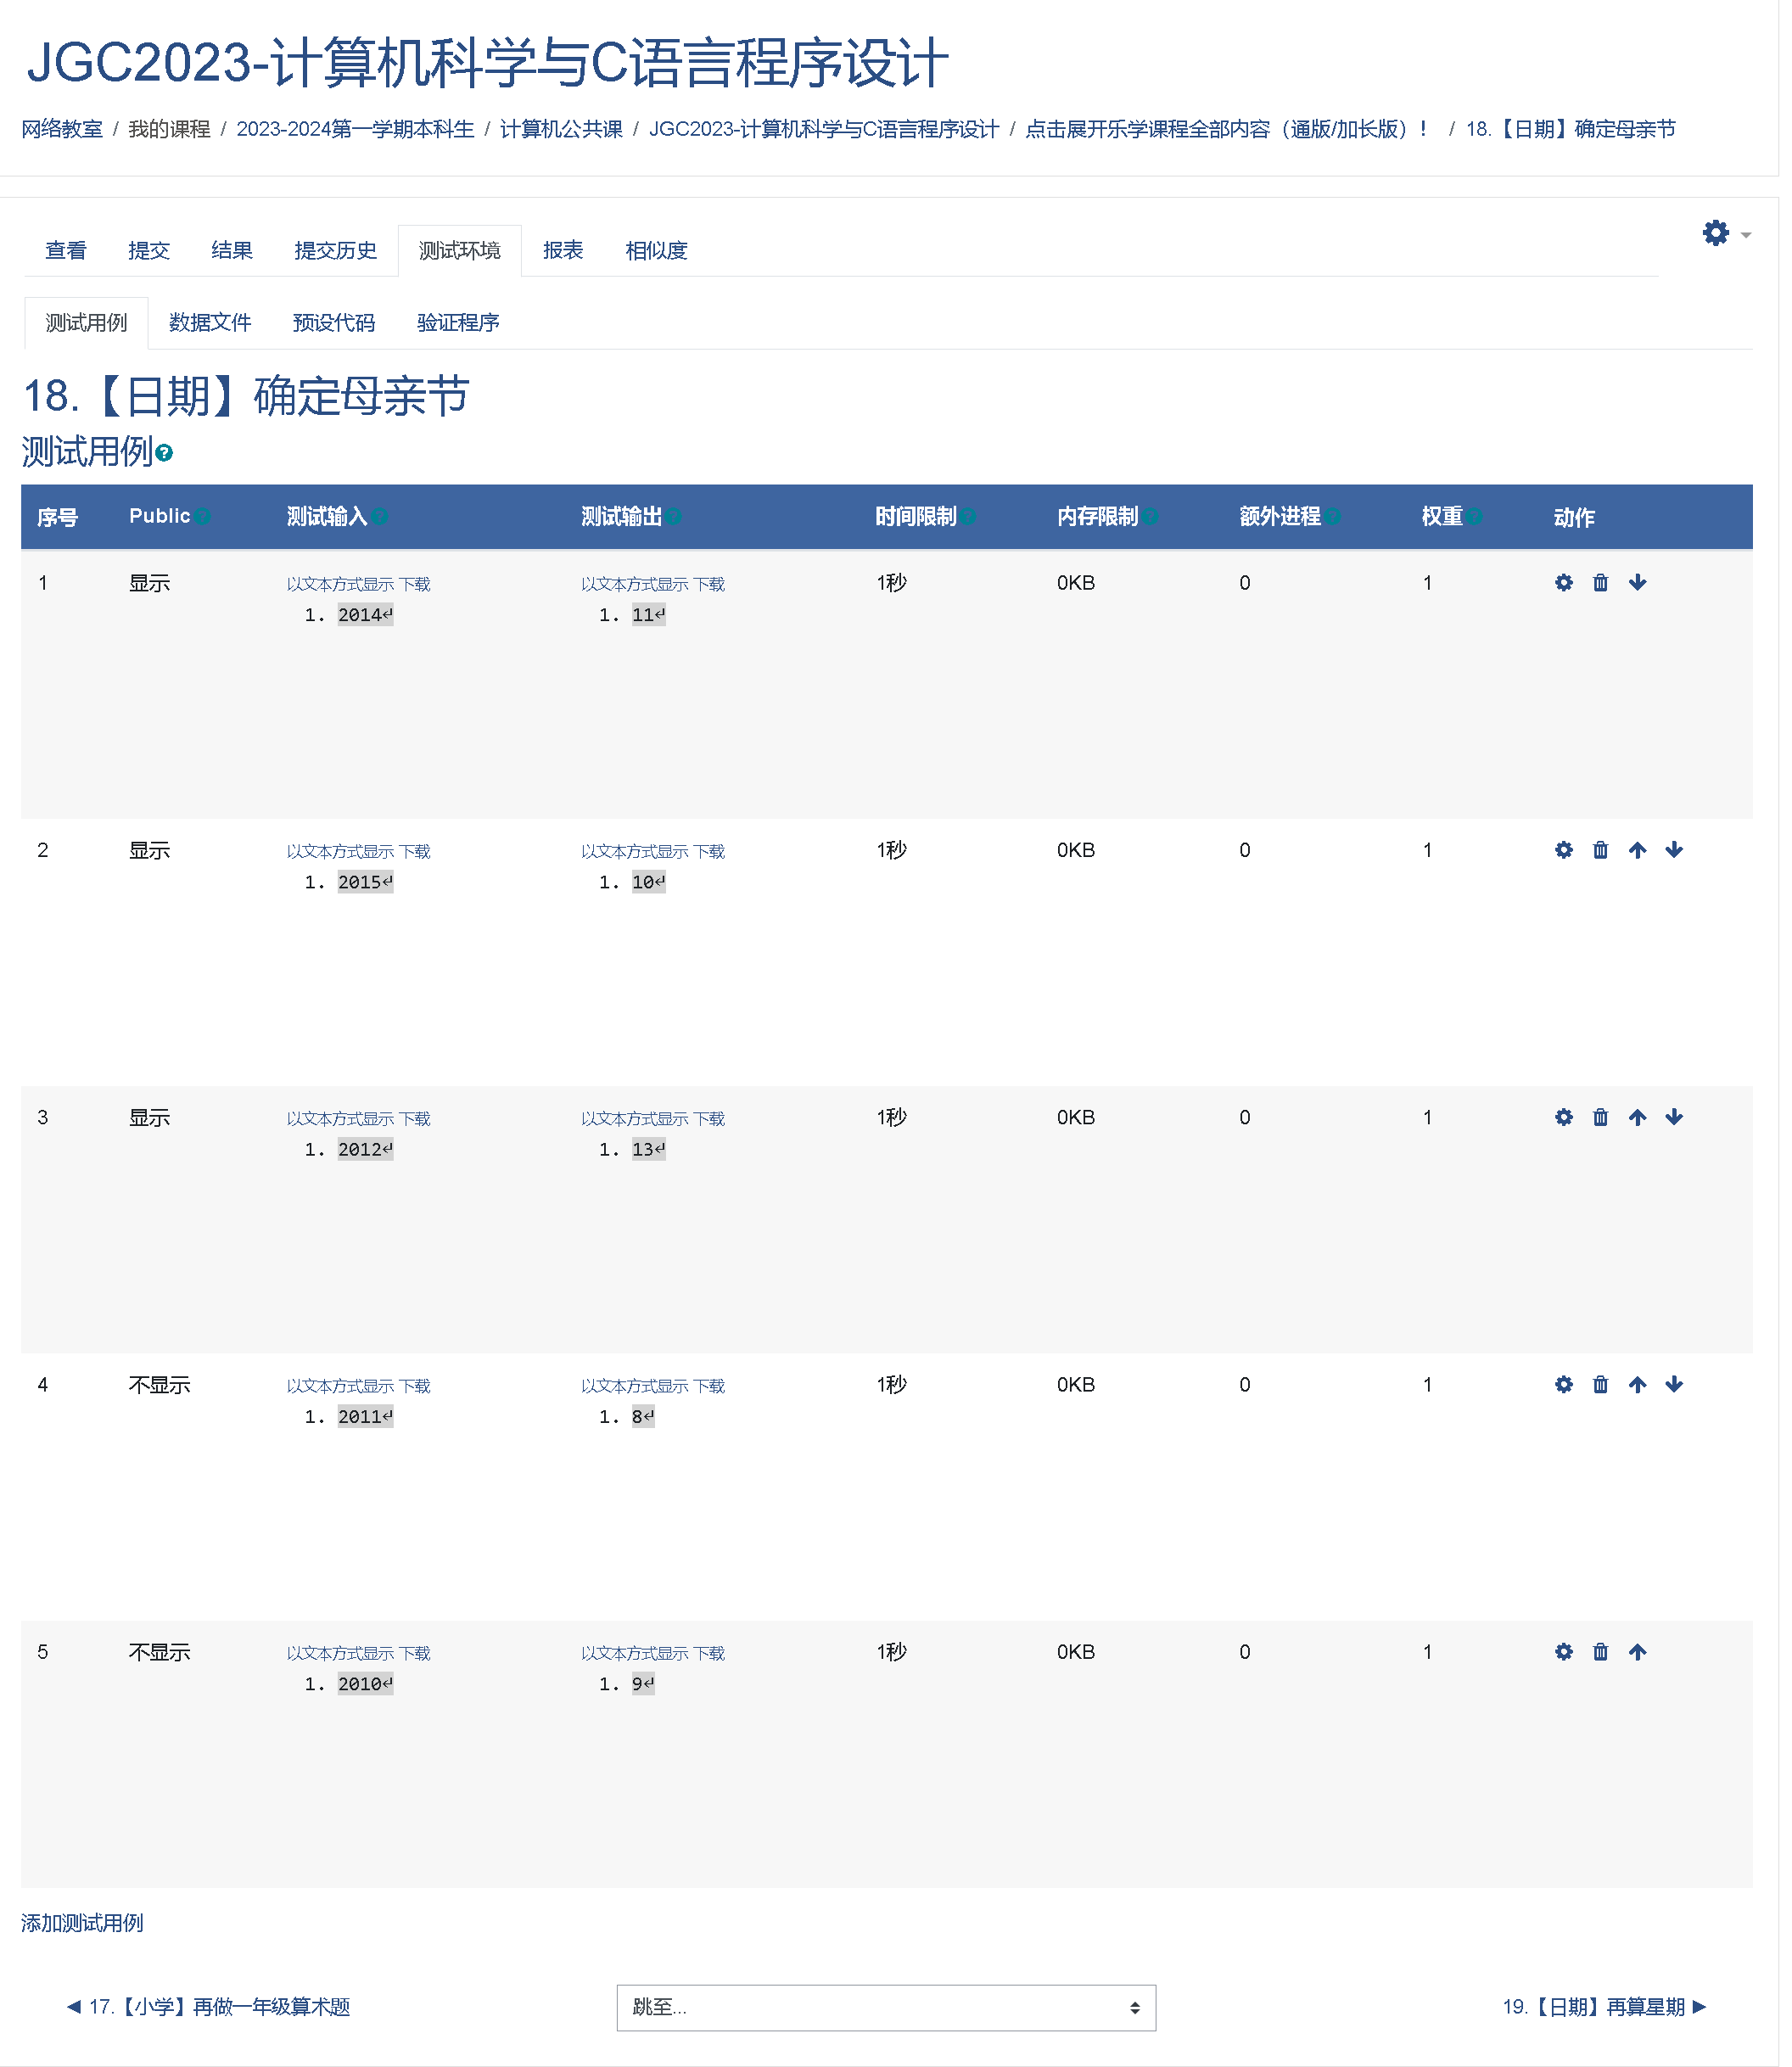 JGC2023-计算机科学与C语言程序设计
网络教室 / 我的课程 / 2023-2024第一学期本科生 / 计算机公共课 / JGC2023-计算机科学与C语言程序设计 / 点击展开乐学课程全部内容（通版/加长版）！ / 18.【日期】确定母亲节
查看 提交 结果 提交历史 测试环境 报表 相似度
测试用例 数据文件 预设代码 验证程序
18.【日期】确定母亲节
测试用例
序号 Public 测试输入 测试输出 时间限制 内存限制 额外进程 权重 动作
1 显示 以文本方式显示 下载 以文本方式显示 下载 1秒 0KB 0 1
1. 2014↵ 1. 11↵
2 显示 以文本方式显示 下载 以文本方式显示 下载 1秒 0KB 0 1
1. 2015↵ 1. 10↵
3 显示 以文本方式显示 下载 以文本方式显示 下载 1秒 0KB 0 1
1. 2012↵ 1. 13↵
4 不显示 以文本方式显示 下载 以文本方式显示 下载 1秒 0KB 0 1
1. 2011↵ 1. 8↵
5 不显示 以文本方式显示 下载 以文本方式显示 下载 1秒 0KB 0 1
1. 2010↵ 1. 9↵
添加测试用例
◀ 17.【小学】再做一年级算术题 跳至... 19.【日期】再算星期 ▶